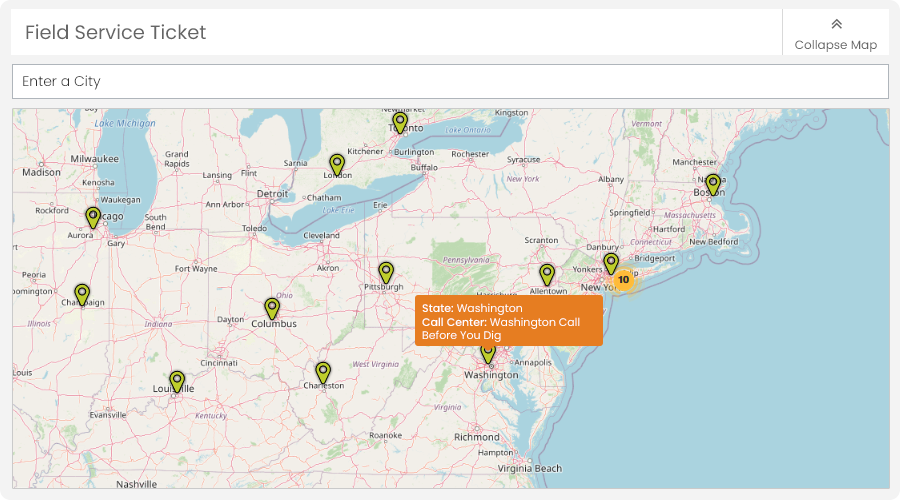 Field Service Ticket
Collapse Map
Enter a City
Lake Michigan
Milwaukee
Madison
Kenosha
Waukegan
Rockford
Aurora
Gary
South
Bend
Grand
Rapids
Lansing
Flint
Ann Arbor
Detroit
Sarnia
London
Chatham
Kitchener
Toronto
Burlington
Lake Ontario
Kingston
Buffalo
Rochester
Syracuse
New York
Albany
Vermont
Manchester
Boston
Massachusetts
Springfield
Hartford
Connecticut
New Bedford
Danbury
Bridgeport
Yonkers
10
New York
Scranton
Allentown
Pennsylvania
Lake Erie
Erie
Cleveland
Toledo
Akron
Pittsburgh
Fort Wayne
Ohio
Columbus
Dayton
Peoria
Illinois
Indiana
Cincinnati
Louisville
Evansville
Kentucky
Nashville
Charleston
West Virginia
State: Washington
Call Center: Washington Call
Before You Dig
Washington
Annapolis
Virginia
Roanoke
Richmond
Hampton
Virginia Beach